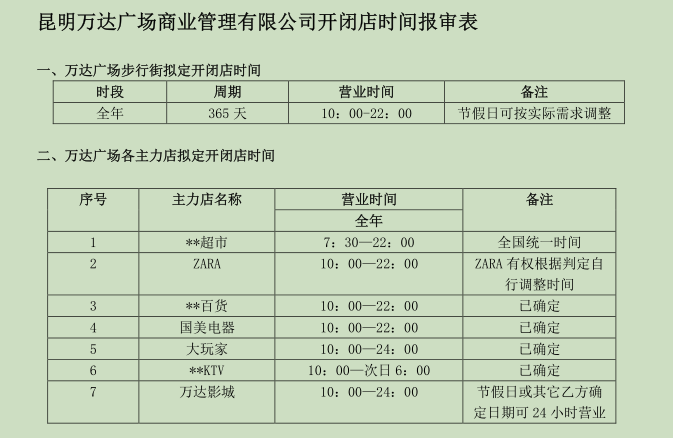 昆明万达广场商业管理有限公司开闭店时间报审表
一、万达广场步行街拟定开闭店时间
时段 周期 营业时间 备注
全年 365 天 10：00-22：00 节假日可按实际需求调整
二、万达广场各主力店拟定开闭店时间
序号 主力店名称 营业时间 备注
全年
1 **超市 7：30—22：00 全国统一时间
2 ZARA 10：00—22：00 ZARA 有权根据判定自
行调整时间
3 **百货 10：00—22：00 已确定
4 国美电器 10：00—22：00 已确定
5 大玩家 10：00—24：00 已确定
6 **KTV 10：00—次日 6：00 已确定
7 万达影城 10：00—24：00 节假日或其它乙方确
定日期可 24 小时营业